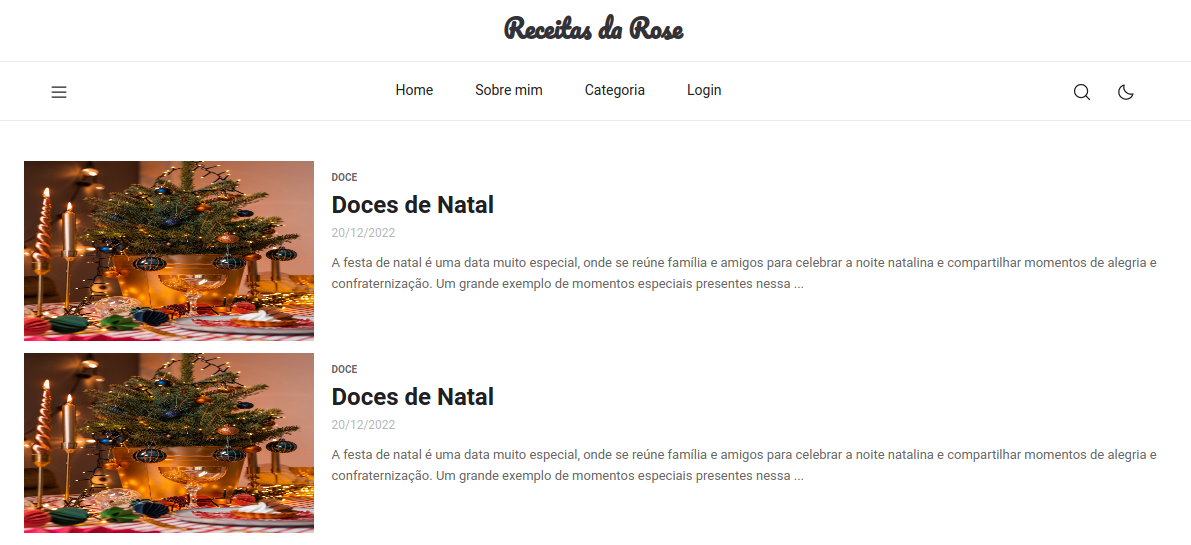 Receitas da Rose
Home Sobre mim Categoria Login
DOCE
Doces de Natal
20/12/2022
A festa de natal é uma data muito especial, onde se reúne família e amigos para celebrar a noite natalina e compartilhar momentos de alegria e
confraternização. Um grande exemplo de momentos especiais presentes nessa ...
DOCE
Doces de Natal
20/12/2022
A festa de natal é uma data muito especial, onde se reúne família e amigos para celebrar a noite natalina e compartilhar momentos de alegria e
confraternização. Um grande exemplo de momentos especiais presentes nessa ...